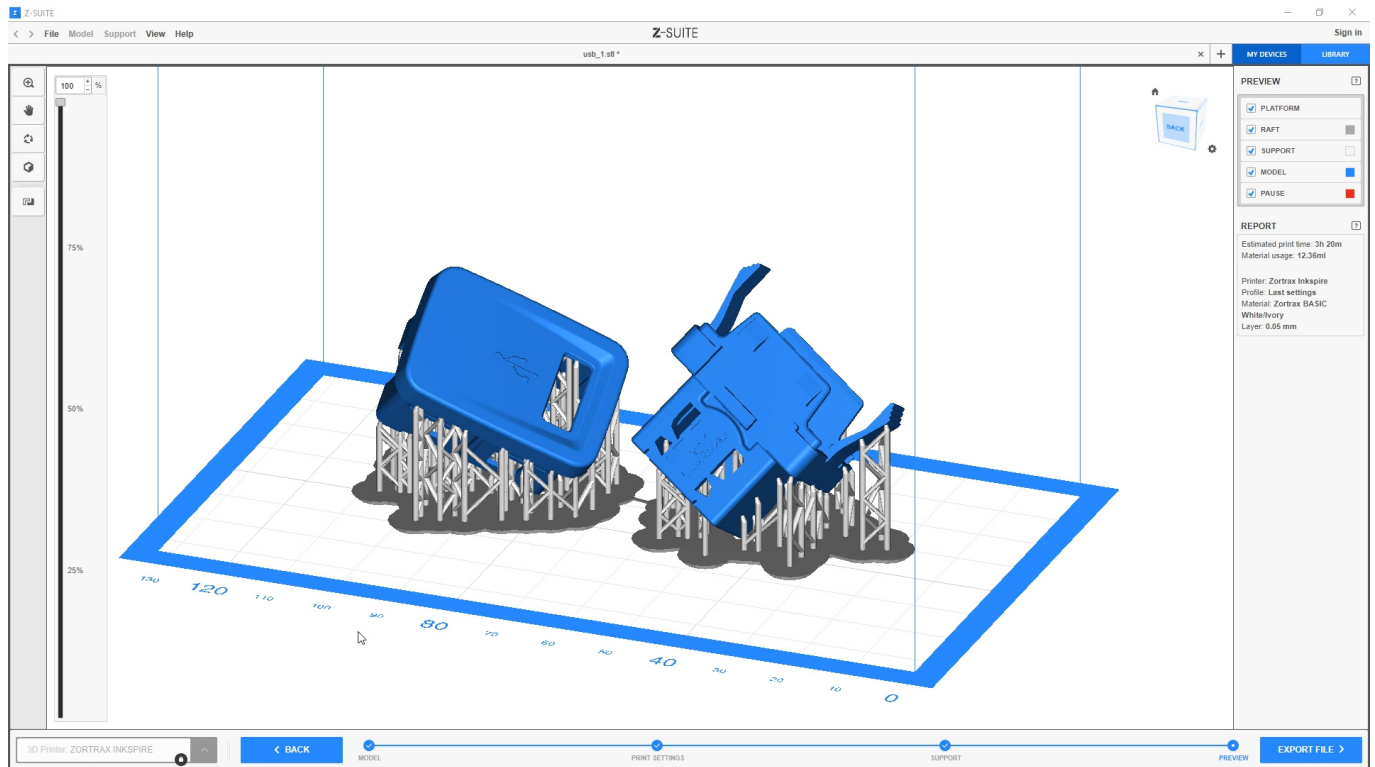 Z-SUITE
File Model Support View Help
Z-SUITE
Sign in
usb_1.stl *
MY DEVICES
LIBRARY
100 %
75%
50%
25%
BACK
130 120 110 100 90 80 70 60 50 40 30 20 10 0
PREVIEW
PLATFORM
RAFT
SUPPORT
MODEL
PAUSE
REPORT
Estimated print time: 3h 20m
Material usage: 12.36ml
Printer: Zortrax Inkspire
Profile: Last settings
Material: Zortrax BASIC
White/Ivory
Layer: 0.05 mm
3D Printer: ZORTRAX INKSPIRE
BACK
MODEL
PRINT SETTINGS
SUPPORT
PREVIEW
EXPORT FILE